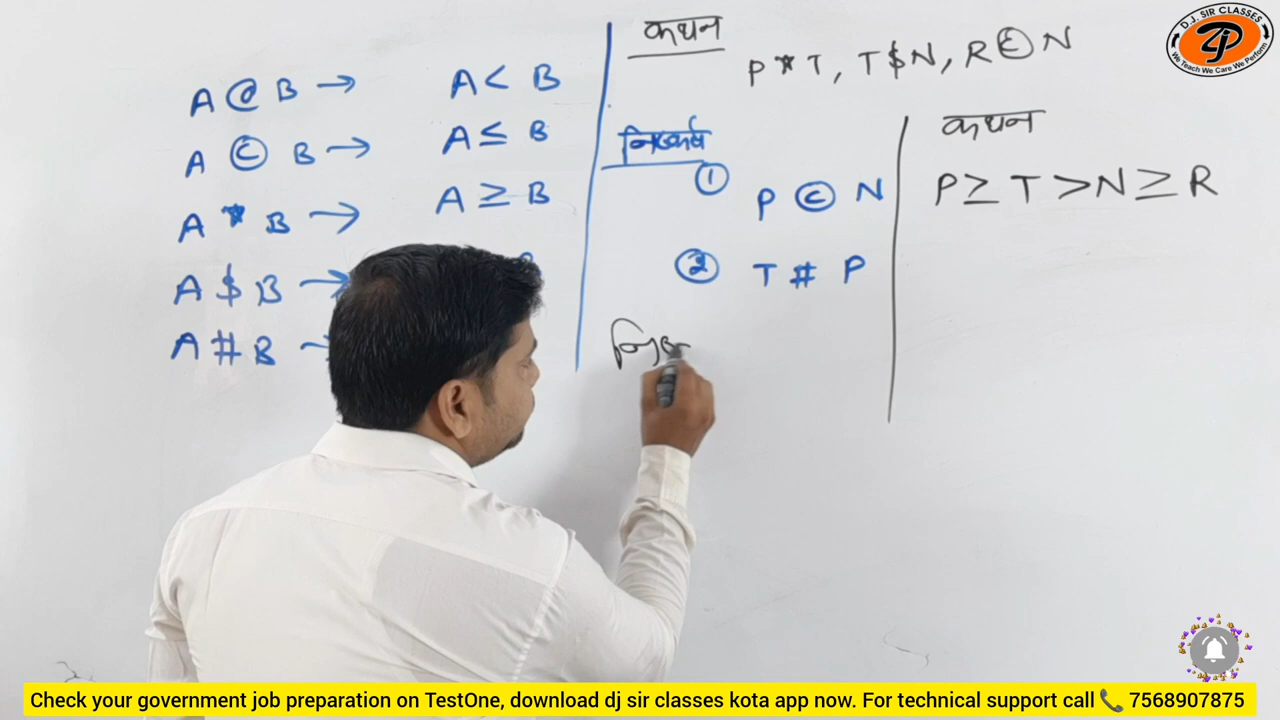 A @ B → A < B
A © B → A ≤ B
A * B → A ≥ B
A $ B →
A # B →
कथन
P * T, T $ N, R © N
निष्कर्ष
① P © N
② T # P
कथन
P ≥ T > N ≥ R
D.J. SIR CLASSES
We Teach We Care We Perform
Check your government job preparation on TestOne, download dj sir classes kota app now. For technical support call 📞 7568907875